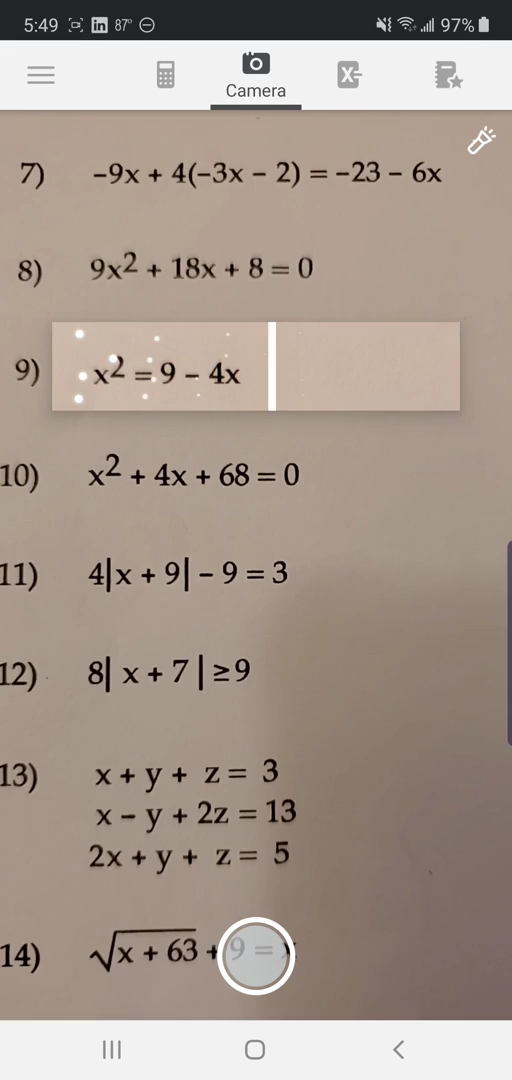 5:49 in 87° 97%
Camera
7) −9x + 4(−3x − 2) = −23 − 6x
8) 9x² + 18x + 8 = 0
9) x² = 9 − 4x
10) x² + 4x + 68 = 0
11) 4|x + 9| − 9 = 3
12) 8| x + 7 | ≥ 9
13) x + y + z = 3
x − y + 2z = 13
2x + y + z = 5
14) √x + 63 + 9 =